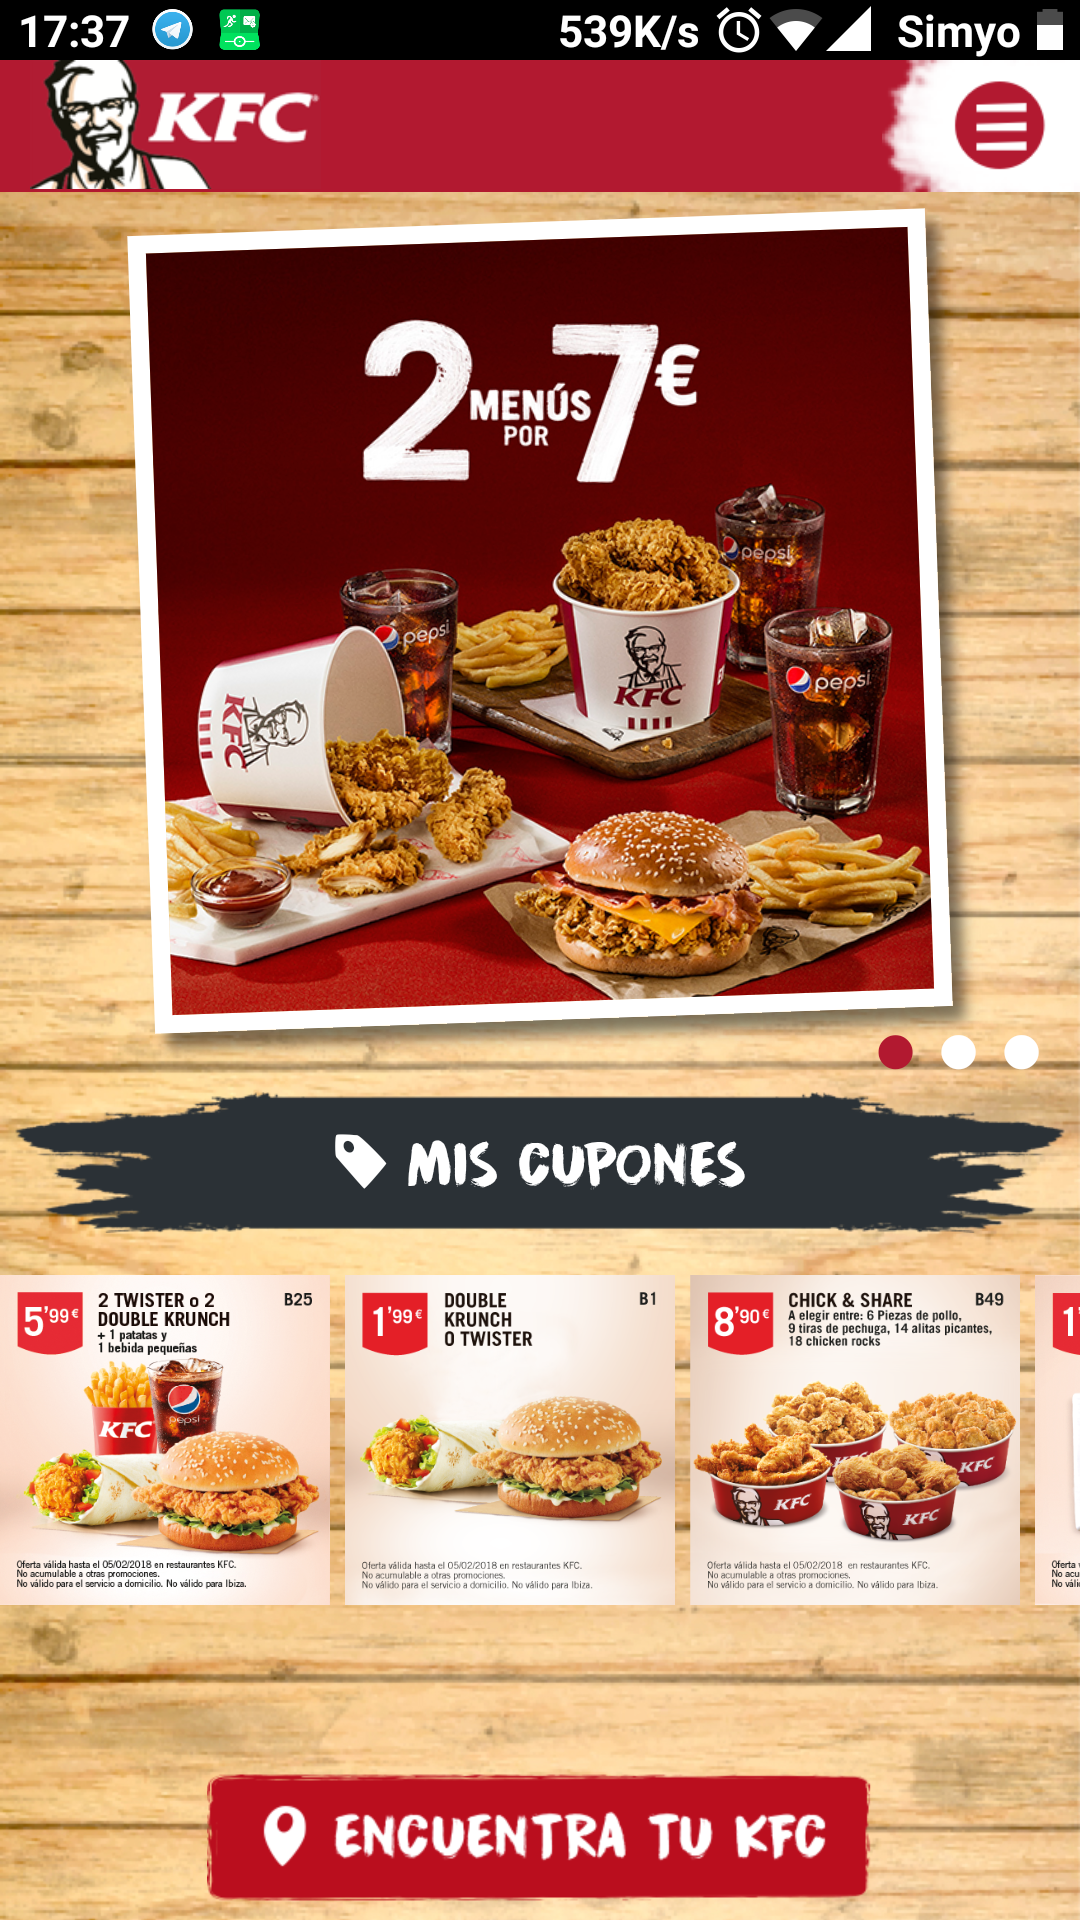 17:37 539K/s Simyo
KFC
2 MENÚS POR 7€
pepsi
pepsi
pepsi
KFC
KFC
MIS CUPONES
5'99€
2 TWISTER o 2
DOUBLE KRUNCH
+ 1 patatas y
1 bebida pequeñas
B25
pepsi
KFC
Oferta válida hasta el 05/02/2018 en restaurantes KFC.
No acumulable a otras promociones.
No válido para el servicio a domicilio. No válido para Ibiza.
1'99€
DOUBLE
KRUNCH
O TWISTER
B1
Oferta válida hasta el 05/02/2018 en restaurantes KFC.
No acumulable a otras promociones.
No válido para el servicio a domicilio. No válido para Ibiza.
8'90€
CHICK & SHARE
B49
A elegir entre: 6 Piezas de pollo,
9 tiras de pechuga, 14 alitas picantes,
18 chicken rocks
KFC
KFC
KFC
Oferta válida hasta el 05/02/2018 en restaurantes KFC.
No acumulable a otras promociones.
No válido para el servicio a domicilio. No válido para Ibiza.
1'
Oferta
ENCUENTRA TU KFC